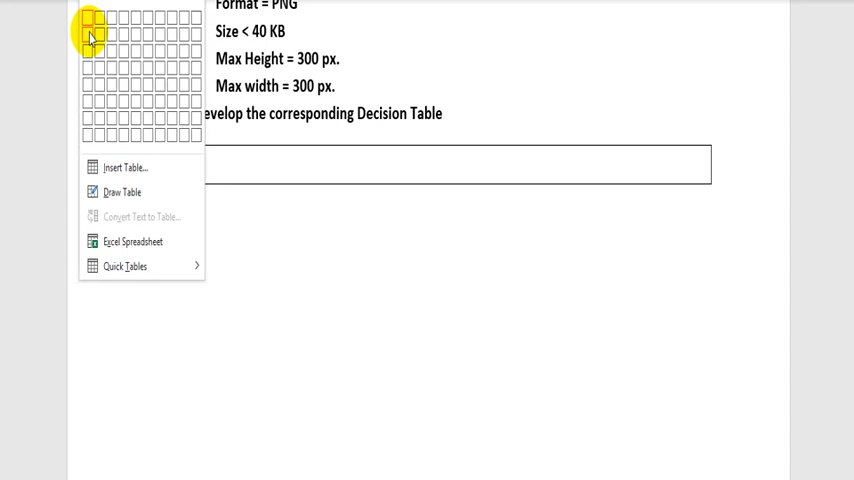 Format = PNG
Size < 40 KB
Max Height = 300 px.
Max width = 300 px.
evelop the corresponding Decision Table
Insert Table...
Draw Table
Convert Text to Table...
Excel Spreadsheet
Quick Tables